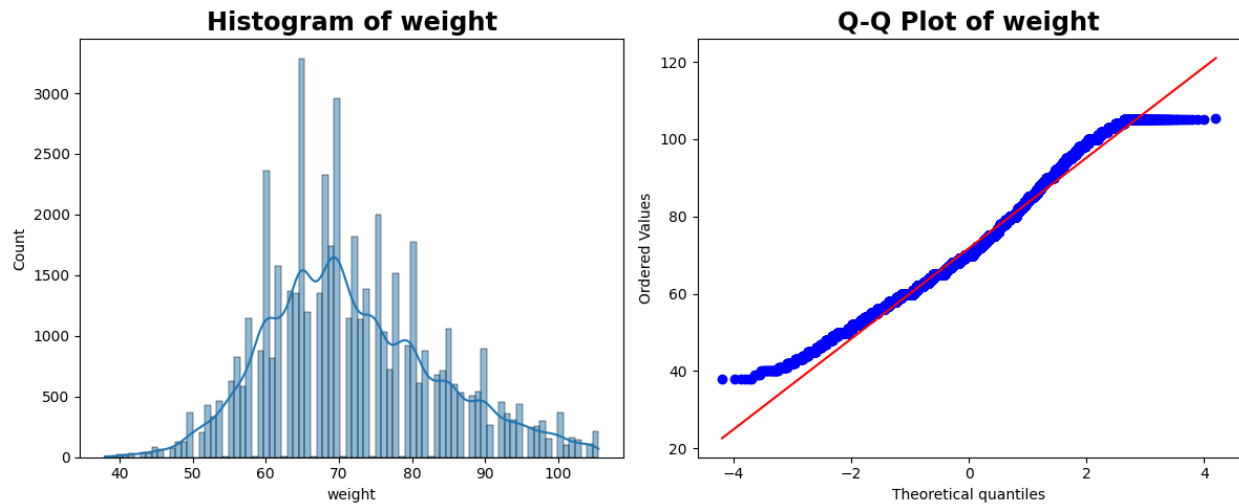 Histogram of weight
Count
3000
2500
2000
1500
1000
500
0
40 50 60 70 80 90 100
weight
Q-Q Plot of weight
Ordered Values
120
100
80
60
40
20
−4 −2 0 2 4
Theoretical quantiles